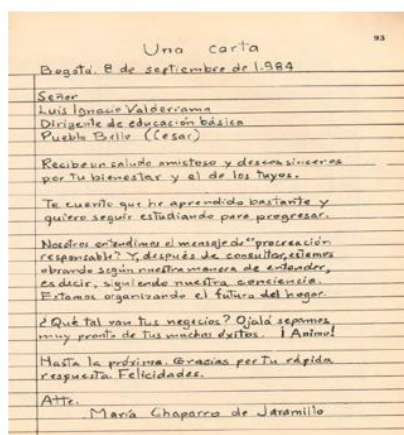 93
Una carta
Bogotá. 8 de septiembre de 1.984
Señor
Luis Ignacio Valderrama
Dirigente de educación básica
Pueblo Bello (Cesar)
Recibe un saludo amistoso y deseos sinceros
por tu bienestar y el de los tuyos.
Te cuento que he aprendido bastante y
quiero seguir estudiando para progresar.
Nosotros entendimos el mensaje de "procreación
responsable". Y, después de consultar, estamos
obrando según nuestra manera de entender,
es decir, siguiendo nuestra conciencia.
Estamos organizando el futuro del hogar.
¿Qué tal van tus negocios? Ojalá sepamos
muy pronto de tus muchos éxitos. ¡Animo!
Hasta la próxima. Gracias por tu rápida
respuesta. Felicidades.
Atte.
María Chaparro de Jaramillo